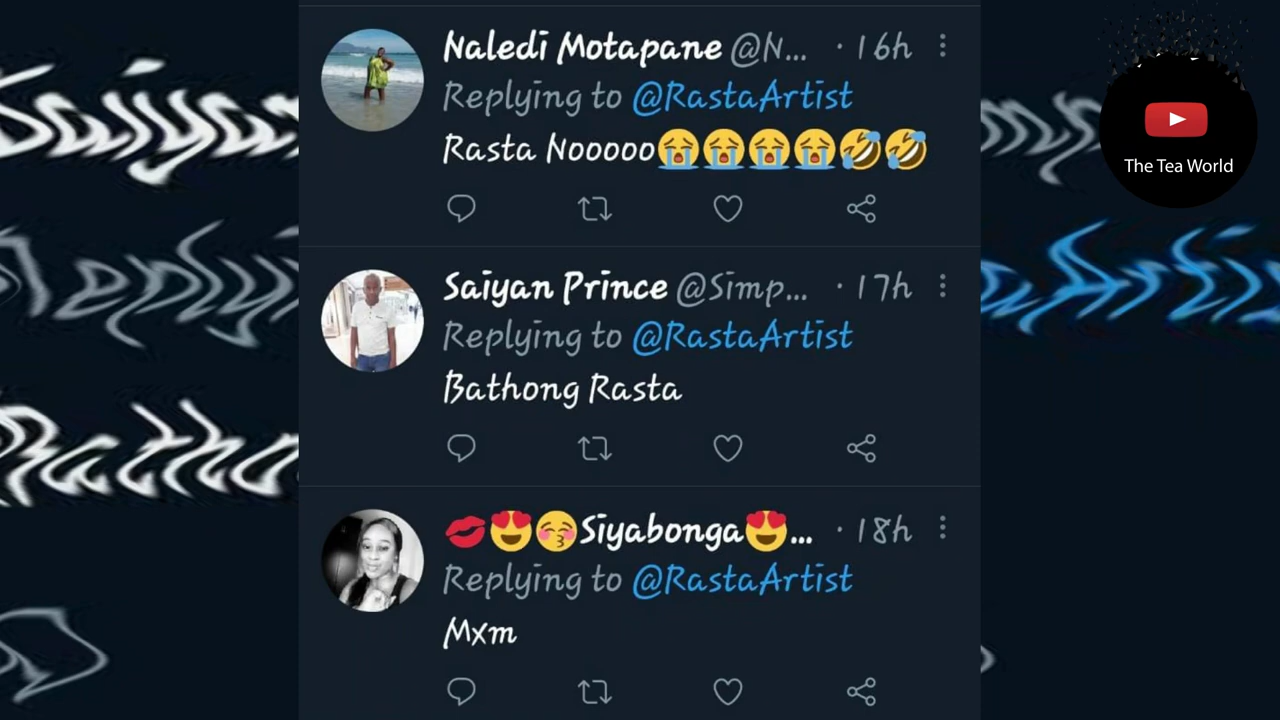 Naledi Motapane @N... · 16h
Replying to @RastaArtist
Rasta Nooooo😭😭😭😭🤣🤣
The Tea World
Saiyan Prince @Simp... · 17h
Replying to @RastaArtist
Bathong Rasta
💋😍😚Siyabonga😍... · 18h
Replying to @RastaArtist
Mxm